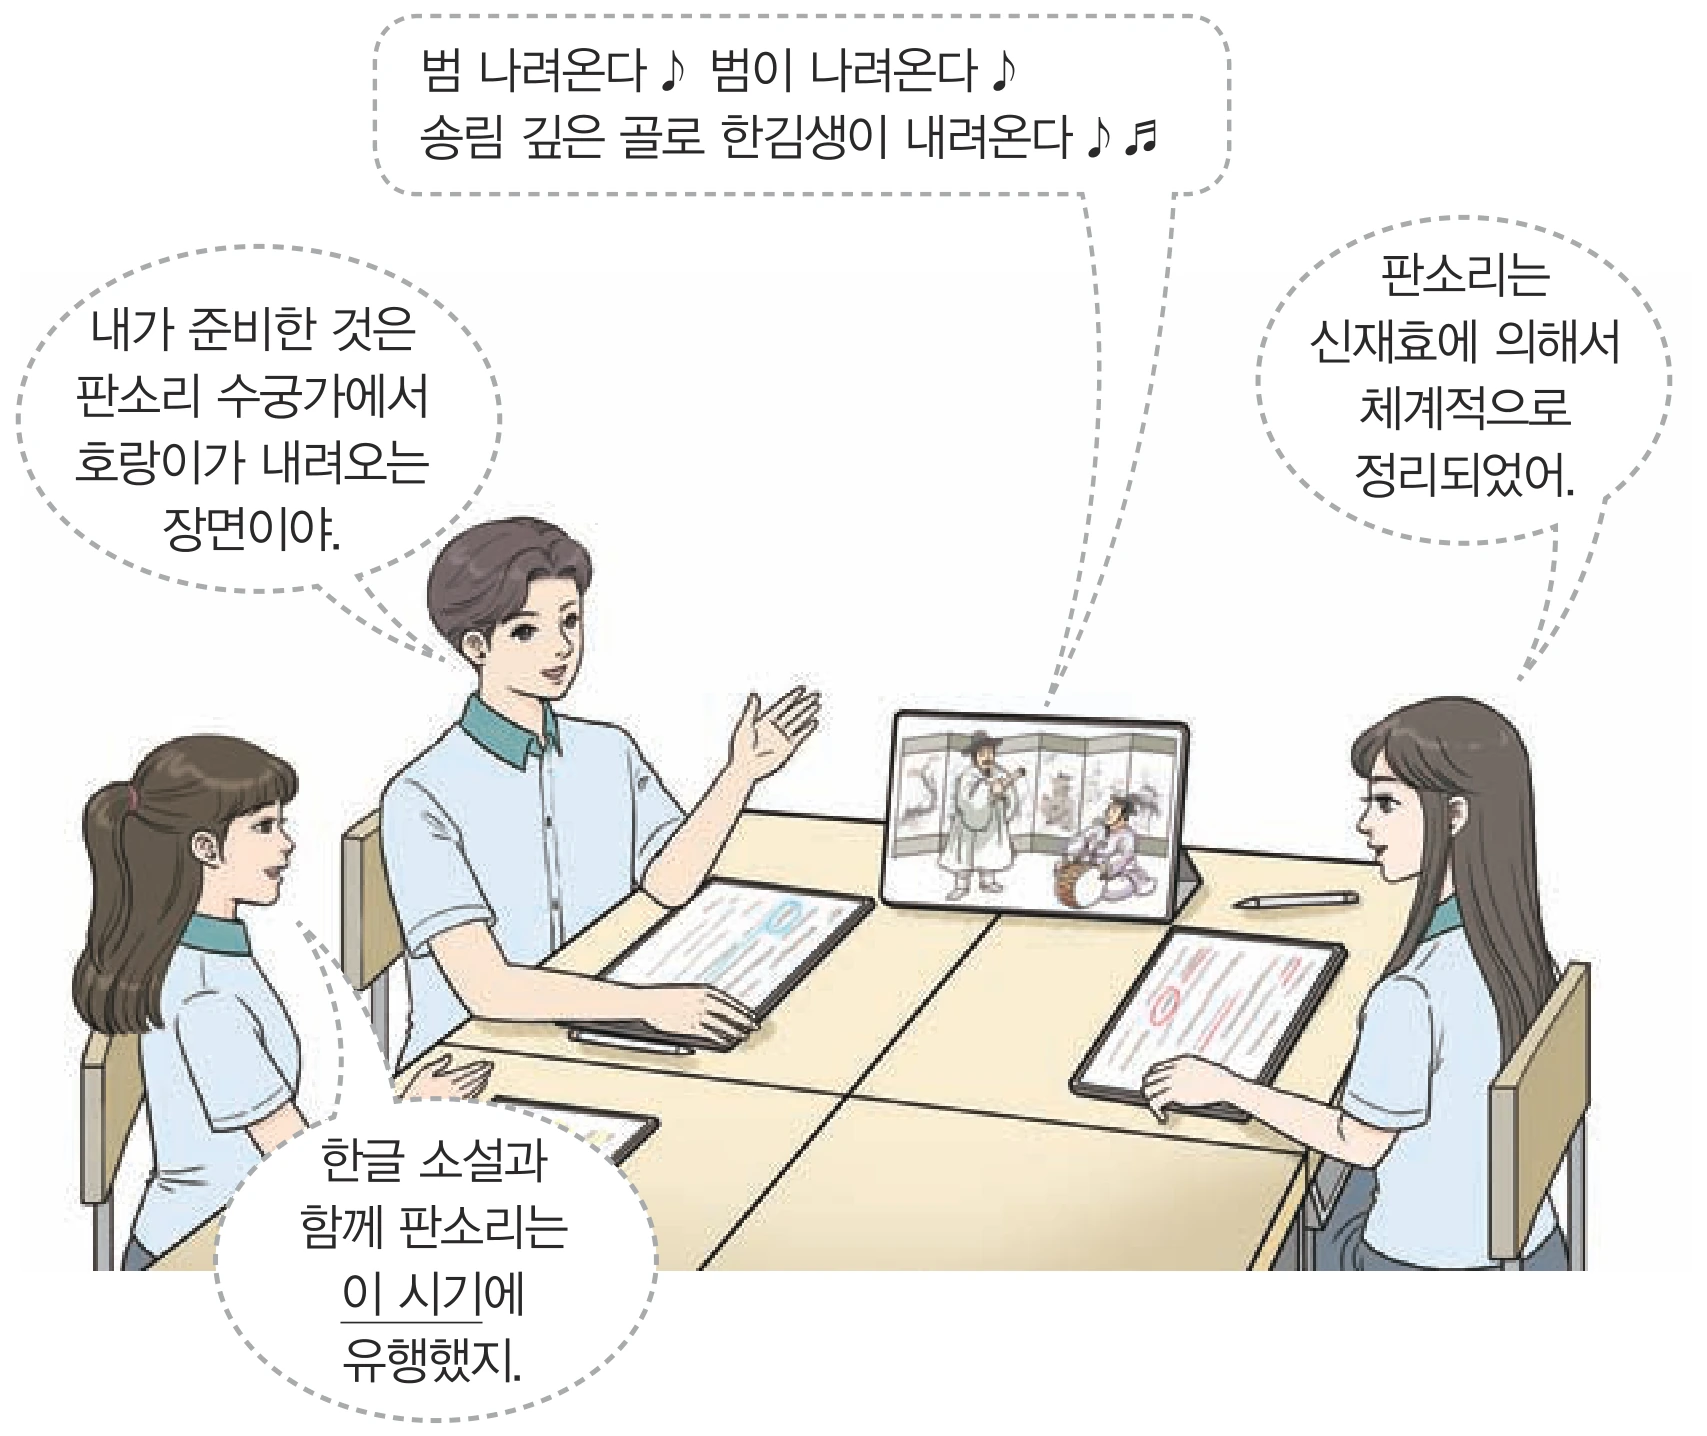 범 나려온다♪ 범이 나려온다♪
송림 깊은 골로 한김생이 내려온다♪♬
내가 준비한 것은
판소리 수궁가에서
호랑이가 내려오는
장면이야.
판소리는
신재효에 의해서
체계적으로
정리되었어.
한글 소설과
함께 판소리는
이 시기에
유행했지.